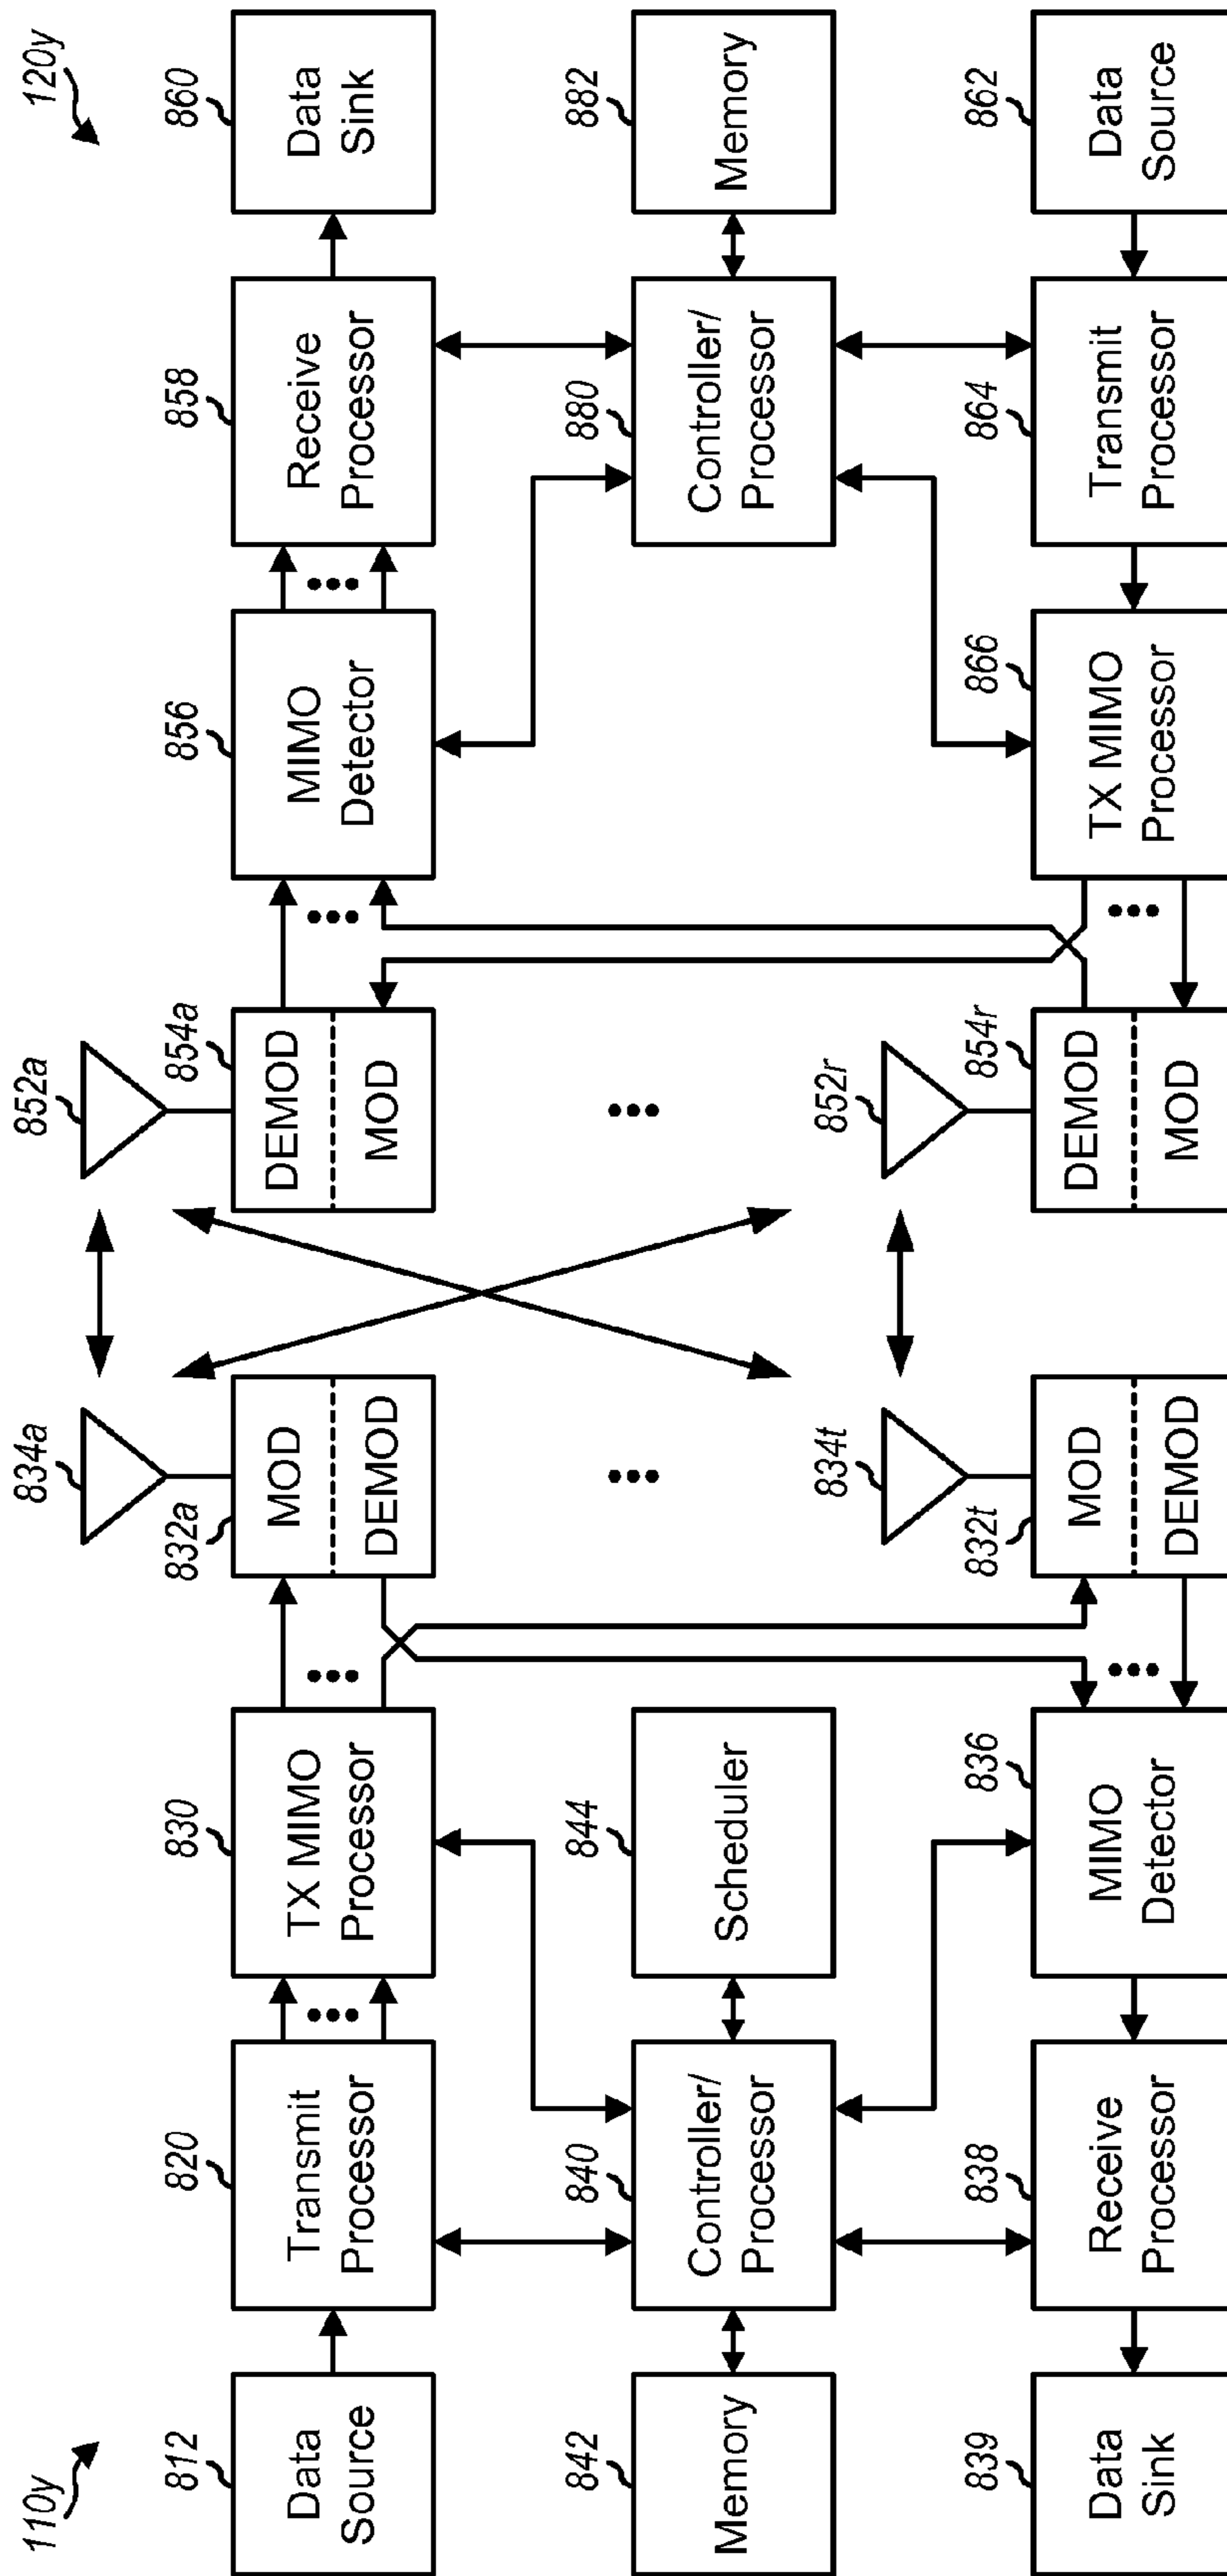 110y
120y
834a
852a
812
Data
Source
820
Transmit
Processor
830
TX MIMO
Processor
832a
MOD
DEMOD
854a
DEMOD
MOD
856
MIMO
Detector
858
Receive
Processor
860
Data
Sink
842
Memory
840
Controller/
Processor
844
Scheduler
880
Controller/
Processor
882
Memory
834t
852r
839
Data
Sink
838
Receive
Processor
836
MIMO
Detector
832t
MOD
DEMOD
854r
DEMOD
MOD
866
TX MIMO
Processor
864
Transmit
Processor
862
Data
Source